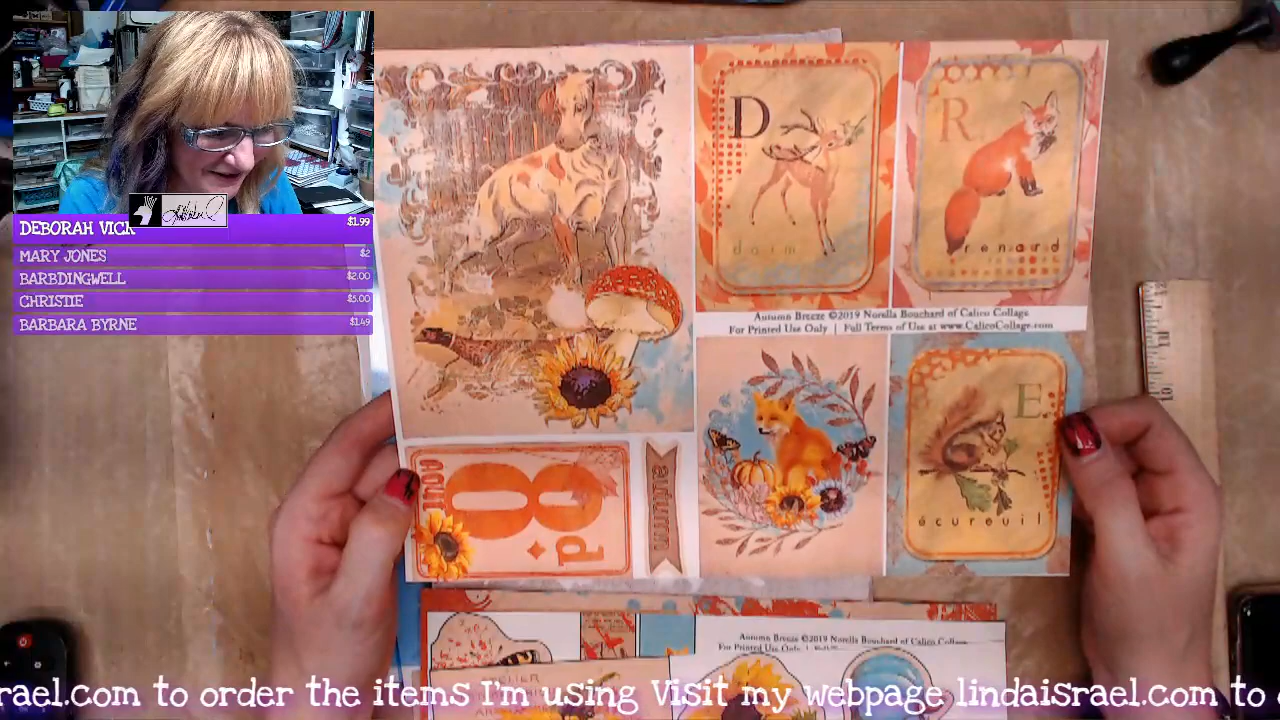 DEBORAH VICK $1.99
MARY JONES $2
BARBDINGWELL $2.00
CHRISTIE $5.00
BARBARA BYRNE $1.49
D
daim
R
renard
Autumn Breeze ©2019 Norella Bouchard of Calico Collage
For Printed Use Only | Full Terms of Use at www.CalicoCollage.com
E
écureuil
AOUT
80
d
autumn
Autumn Breeze ©2019 Norella Bouchard of Calico Collage
For Printed Use Only
ATELIER
rael.com to order the items I'm using Visit my webpage lindaisrael.com to